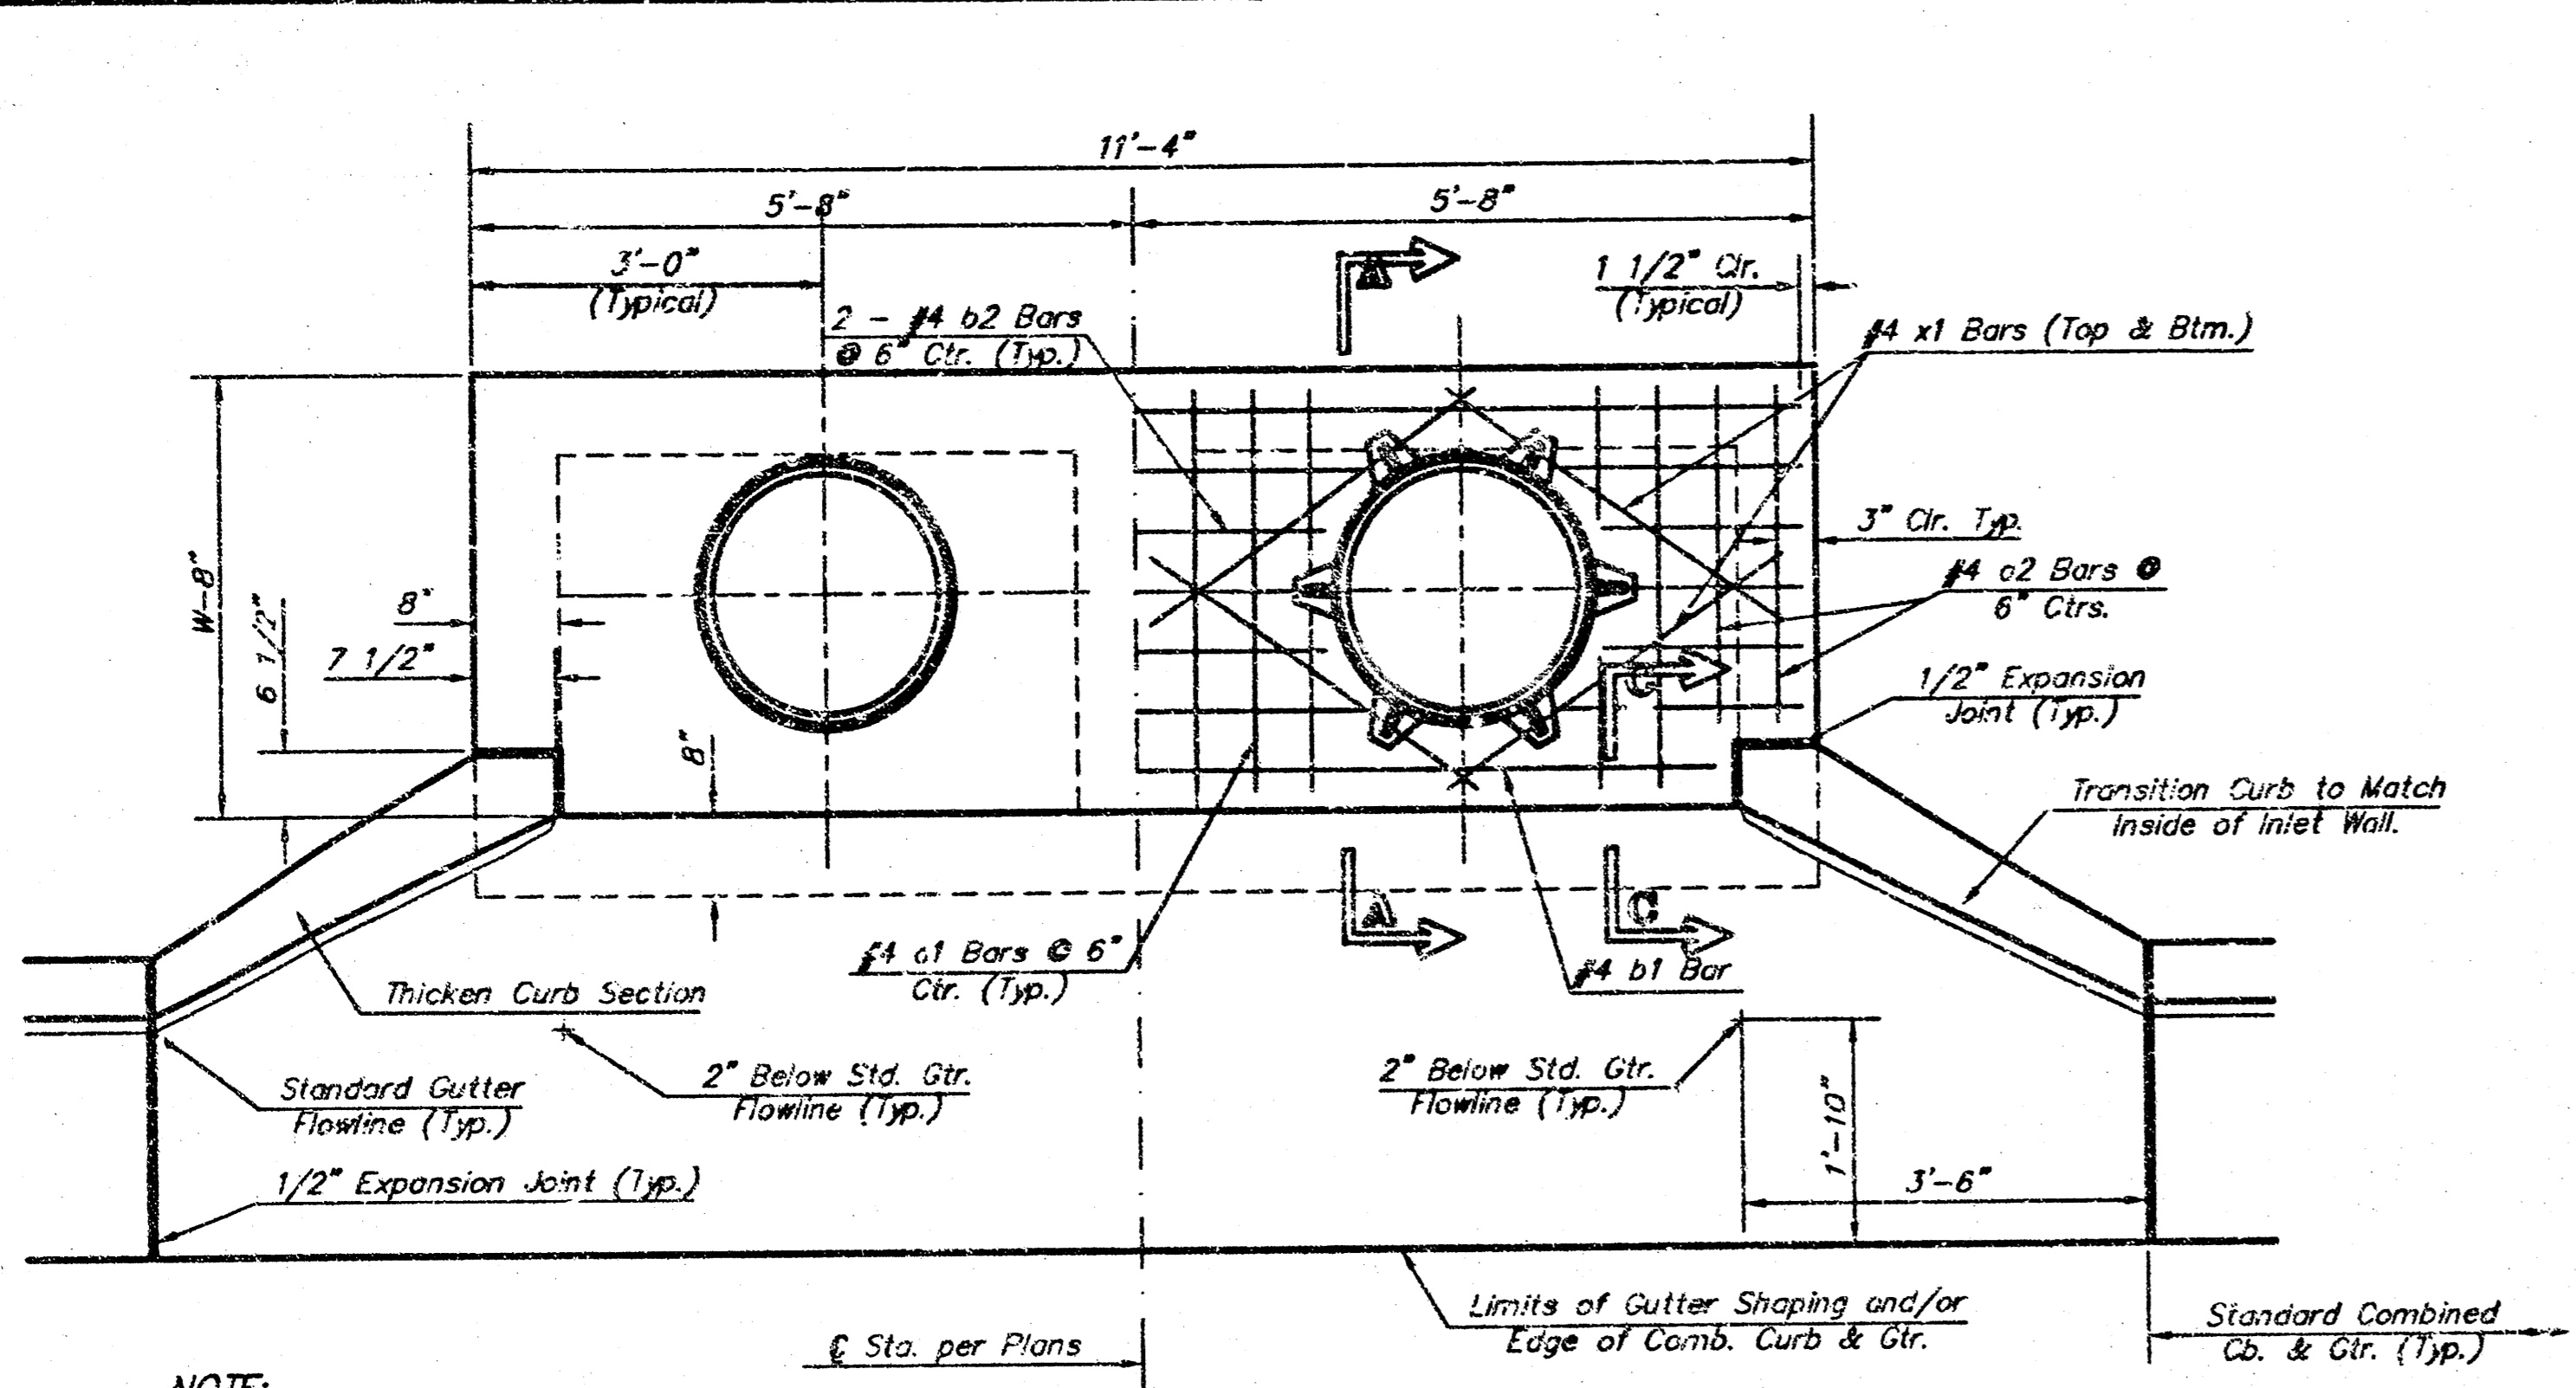 11'-4"
5'-8"
5'-8"
3'-0"
(Typical)
A
1 1/2" Clr.
(Typical)
2 - #4 b2 Bars
@ 6" Ctr. (Typ.)
#4 x1 Bars (Top & Btm.)
3" Clr. Typ.
W-8"
8"
6 1/2"
7 1/2"
#4 a2 Bars @
6" Ctrs.
C
1/2" Expansion
Joint (Typ.)
8"
Transition Curb to Match
Inside of Inlet Wall.
A
C
#4 a1 Bars @ 6"
Ctr. (Typ.)
#4 b1 Bar
Thicken Curb Section
2" Below Std. Gtr.
Flowline (Typ.)
2" Below Std. Gtr.
Flowline (Typ.)
Standard Gutter
Flowline (Typ.)
1'-10"
1/2" Expansion Joint (Typ.)
3'-6"
Limits of Gutter Shaping and/or
Edge of Comb. Curb & Gtr.
Standard Combined
Cb. & Gtr. (Typ.)
℄ Sta. per Plans
NOTE: